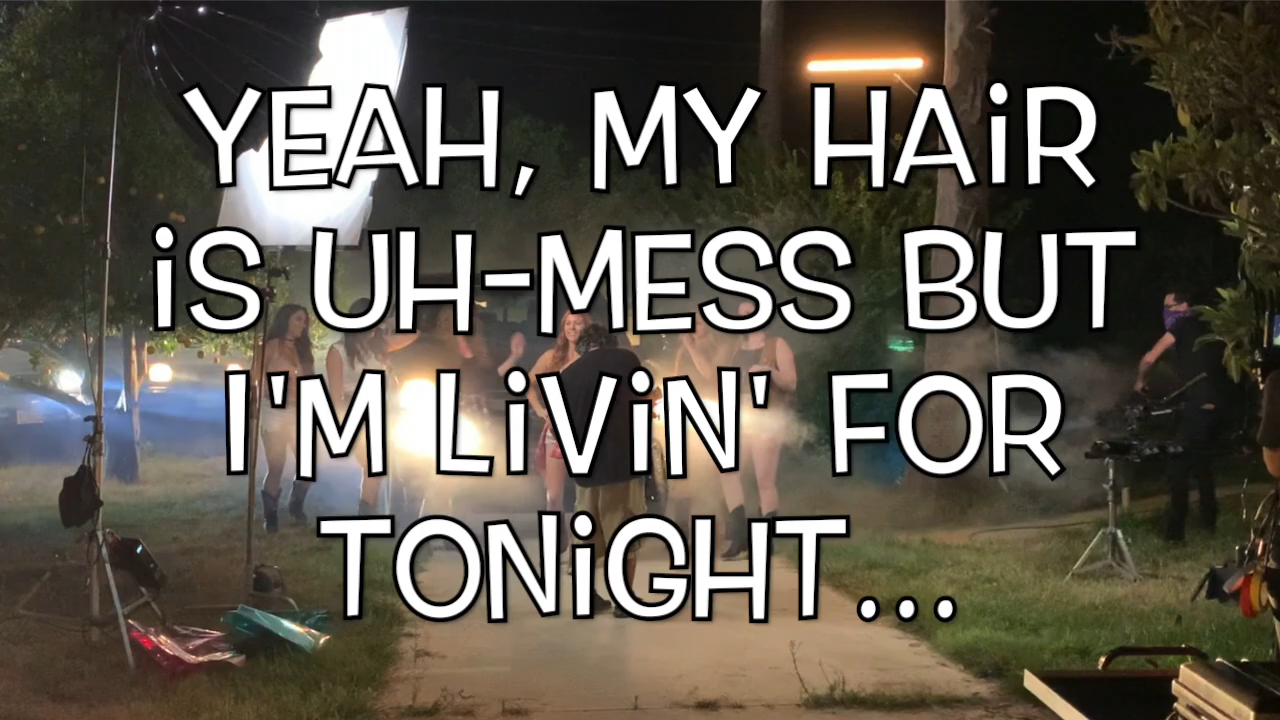 YEAH, MY HAiR
iS UH-MESS BUT
I'M LiViN' FOR
TONiGHT...